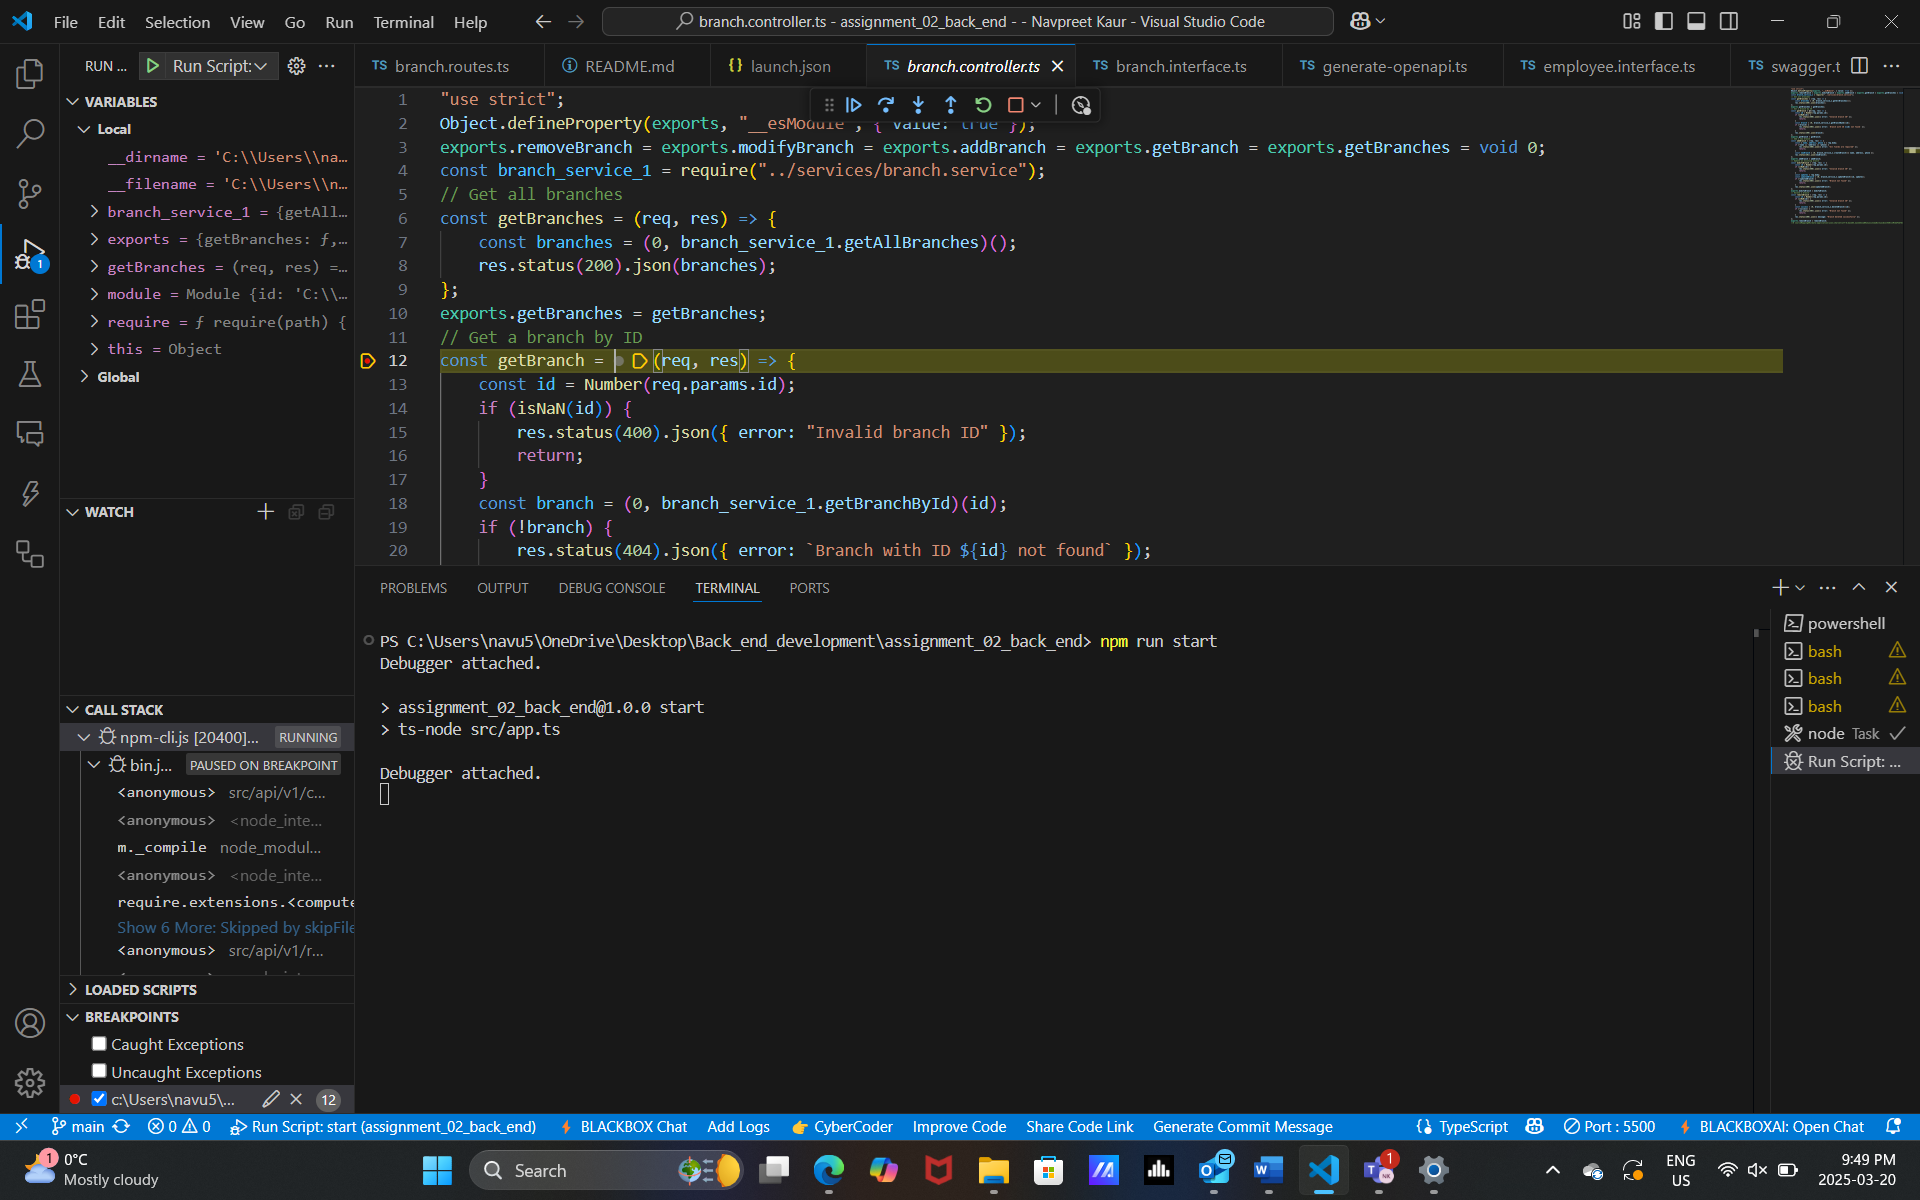 File Edit Selection View Go Run Terminal Help
branch.controller.ts - assignment_02_back_end - - Navpreet Kaur - Visual Studio Code
RUN ... Run Script:
TS branch.routes.ts
README.md
{} launch.json
TS branch.controller.ts
TS branch.interface.ts
TS generate-openapi.ts
TS employee.interface.ts
TS swagger.t
VARIABLES
Local
__dirname = 'C:\\Users\\na...
__filename = 'C:\\Users\\n...
branch_service_1 = {getAll...
exports = {getBranches: ƒ,...
getBranches = (req, res) =...
module = Module {id: 'C:\\...
require = ƒ require(path) {
this = Object
Global
WATCH
CALL STACK
npm-cli.js [20400]... RUNNING
bin.j... PAUSED ON BREAKPOINT
<anonymous> src/api/v1/c...
<anonymous> <node_inte...
m._compile node_modul...
<anonymous> <node_inte...
require.extensions.<compute
Show 6 More: Skipped by skipFile
<anonymous> src/api/v1/r...
LOADED SCRIPTS
BREAKPOINTS
Caught Exceptions
Uncaught Exceptions
c:\Users\navu5\... 12
1 "use strict";
2 Object.defineProperty(exports, "__esModule", { value: true });
3 exports.removeBranch = exports.modifyBranch = exports.addBranch = exports.getBranch = exports.getBranches = void 0;
4 const branch_service_1 = require("../services/branch.service");
5 // Get all branches
6 const getBranches = (req, res) => {
7 const branches = (0, branch_service_1.getAllBranches)();
8 res.status(200).json(branches);
9 };
10 exports.getBranches = getBranches;
11 // Get a branch by ID
12 const getBranch = (req, res) => {
13 const id = Number(req.params.id);
14 if (isNaN(id)) {
15 res.status(400).json({ error: "Invalid branch ID" });
16 return;
17 }
18 const branch = (0, branch_service_1.getBranchById)(id);
19 if (!branch) {
20 res.status(404).json({ error: `Branch with ID ${id} not found` });
PROBLEMS OUTPUT DEBUG CONSOLE TERMINAL PORTS
PS C:\Users\navu5\OneDrive\Desktop\Back_end_development\assignment_02_back_end> npm run start
Debugger attached.
> assignment_02_back_end@1.0.0 start
> ts-node src/app.ts
Debugger attached.
powershell
bash
bash
bash
node Task
Run Script: ...
1
main 0 0 Run Script: start (assignment_02_back_end) BLACKBOX Chat Add Logs CyberCoder Improve Code Share Code Link Generate Commit Message {} TypeScript Port : 5500 BLACKBOXAI: Open Chat
1
0°C
Mostly cloudy
Search
1
ENG
US
9:49 PM
2025-03-20